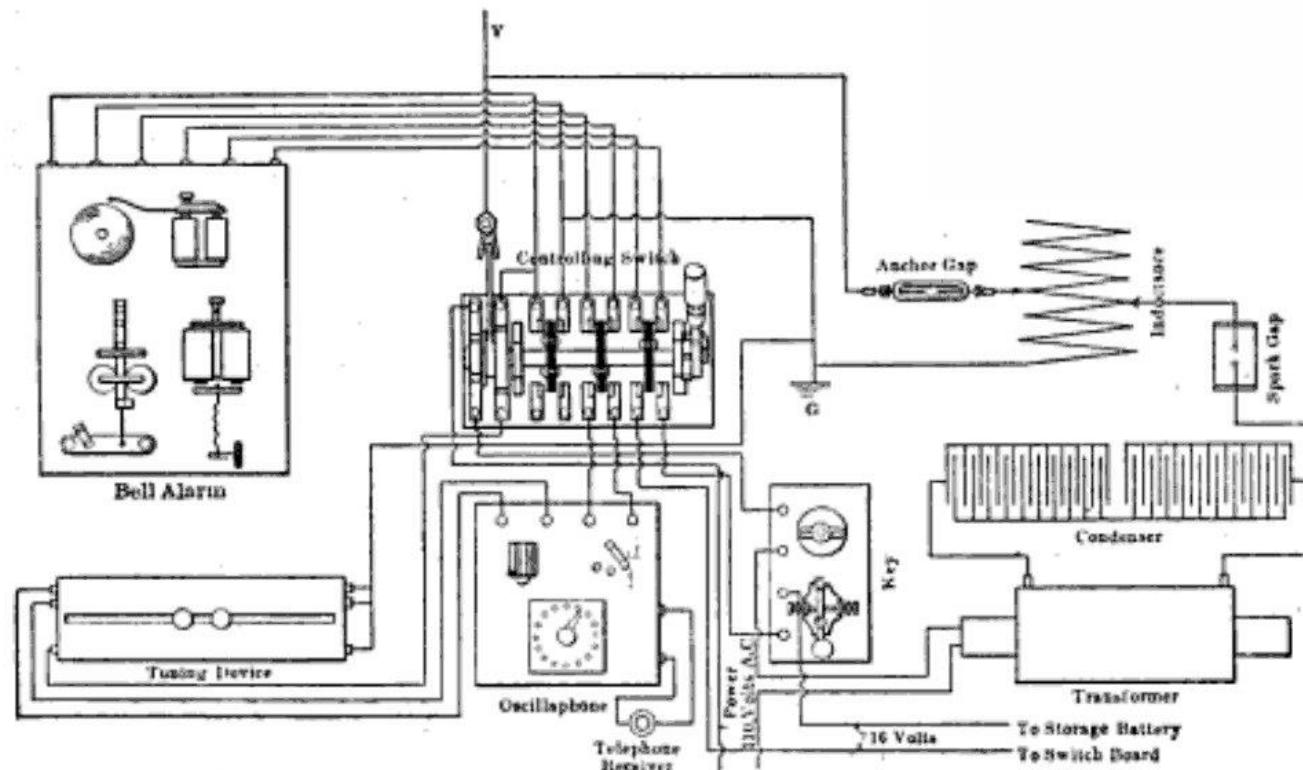 V
Controlling Switch
Anchor Gap
Inductance
Spark Gap
G
Bell Alarm
Condenser
Key
Tuning Device
Oscillaphone
Telephone
Receiver
Power
110 Volts A.C
Transformer
To Storage Battery
16 Volts
To Switch Board